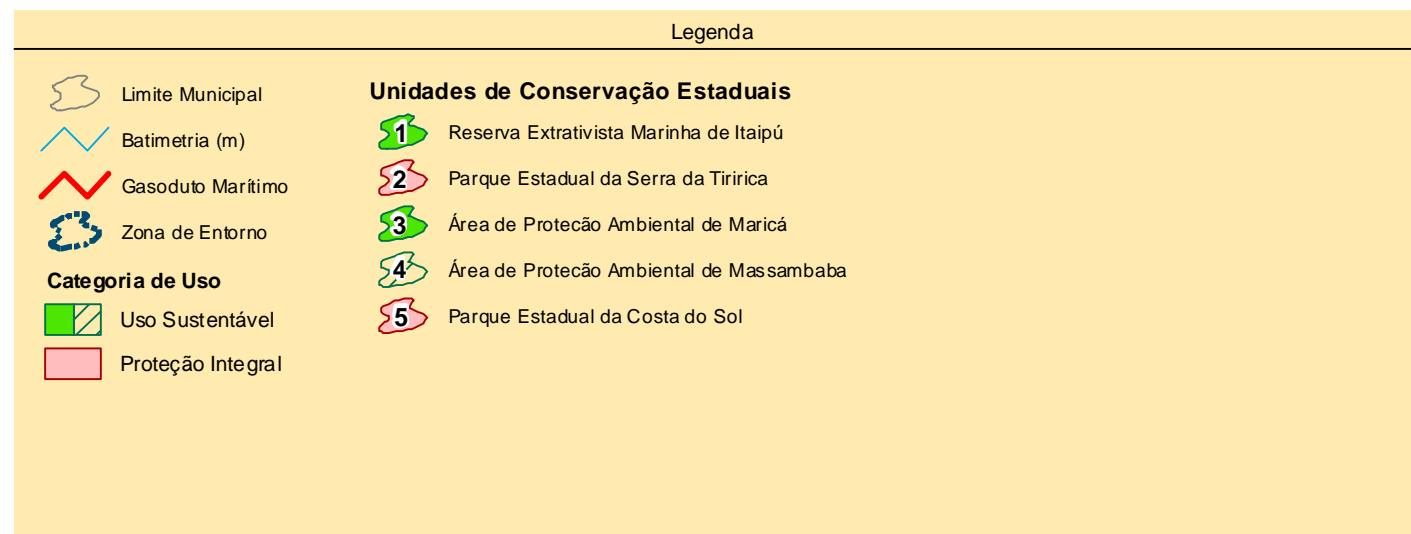 Legenda
Limite Municipal
Batimetria (m)
Gasoduto Marítimo
Zona de Entorno
Categoria de Uso
Uso Sustentável
Proteção Integral
Unidades de Conservação Estaduais
1 Reserva Extrativista Marinha de Itaipú
2 Parque Estadual da Serra da Tiririca
3 Área de Protecão Ambiental de Maricá
4 Área de Protecão Ambiental de Massambaba
5 Parque Estadual da Costa do Sol